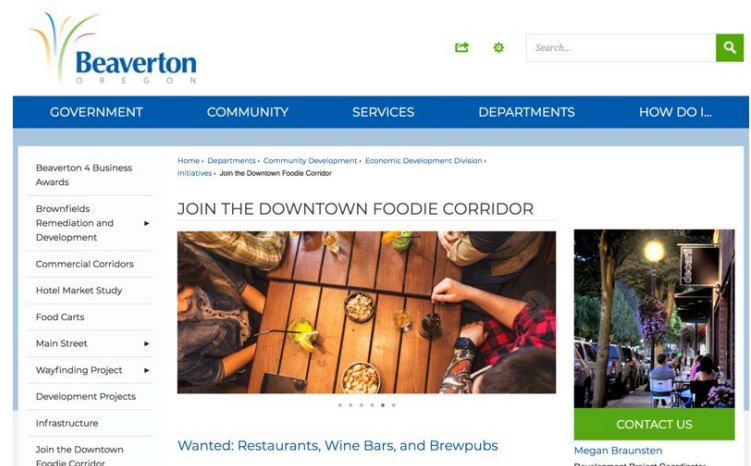 Beaverton
OREGON
Search...
GOVERNMENT
COMMUNITY
SERVICES
DEPARTMENTS
HOW DO I...
Home › Departments › Community Development › Economic Development Division ›
Initiatives › Join the Downtown Foodie Corridor
Beaverton 4 Business
Awards
Brownfields
Remediation and
Development
Commercial Corridors
Hotel Market Study
Food Carts
Main Street
Wayfinding Project
Development Projects
Infrastructure
Join the Downtown
Foodie Corridor
JOIN THE DOWNTOWN FOODIE CORRIDOR
Wanted: Restaurants, Wine Bars, and Brewpubs
CONTACT US
Megan Braunsten
Development Project Coordinator